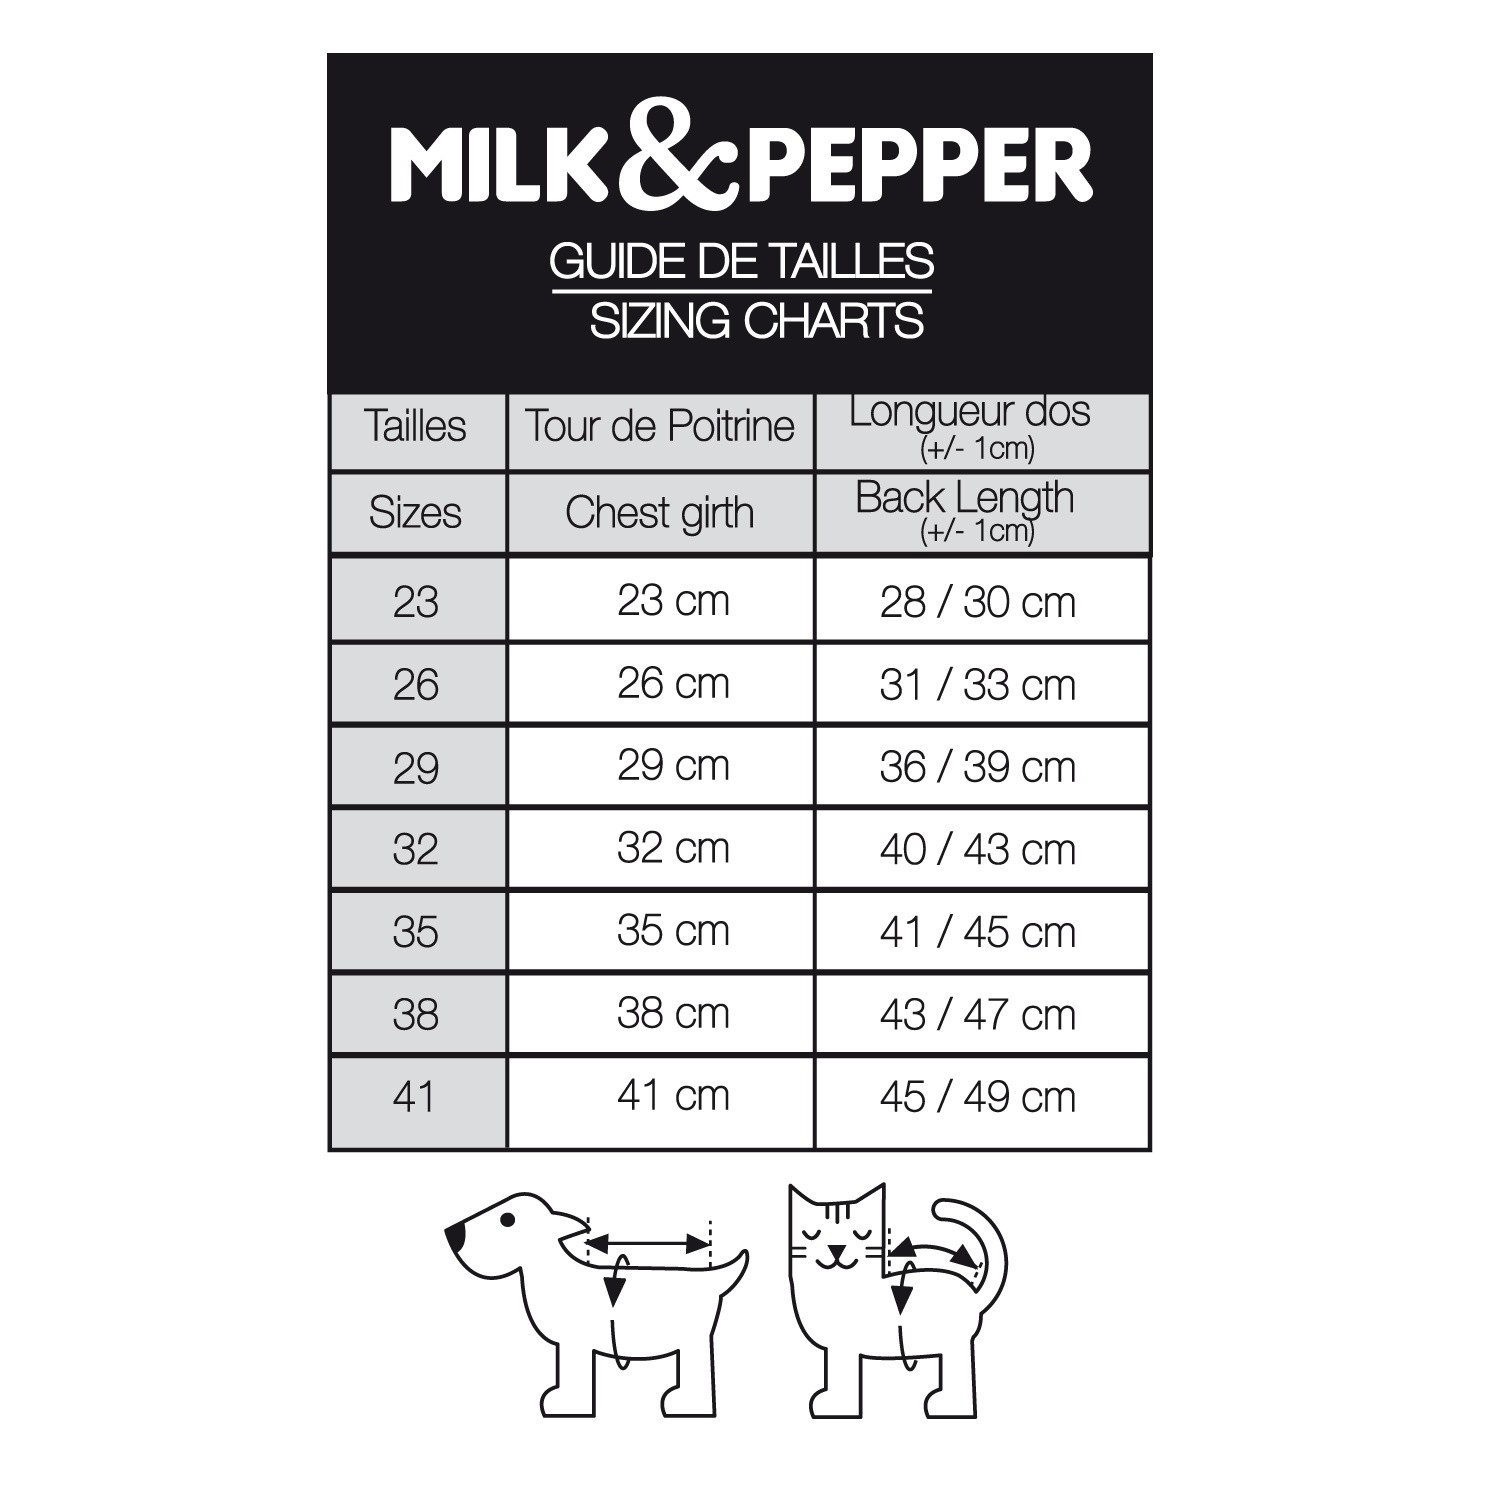 MILK&PEPPER
GUIDE DE TAILLES
SIZING CHARTS
Tailles Tour de Poitrine Longueur dos
(+/- 1cm)
Sizes Chest girth Back Length
(+/- 1cm)
23 23 cm 28 / 30 cm
26 26 cm 31 / 33 cm
29 29 cm 36 / 39 cm
32 32 cm 40 / 43 cm
35 35 cm 41 / 45 cm
38 38 cm 43 / 47 cm
41 41 cm 45 / 49 cm